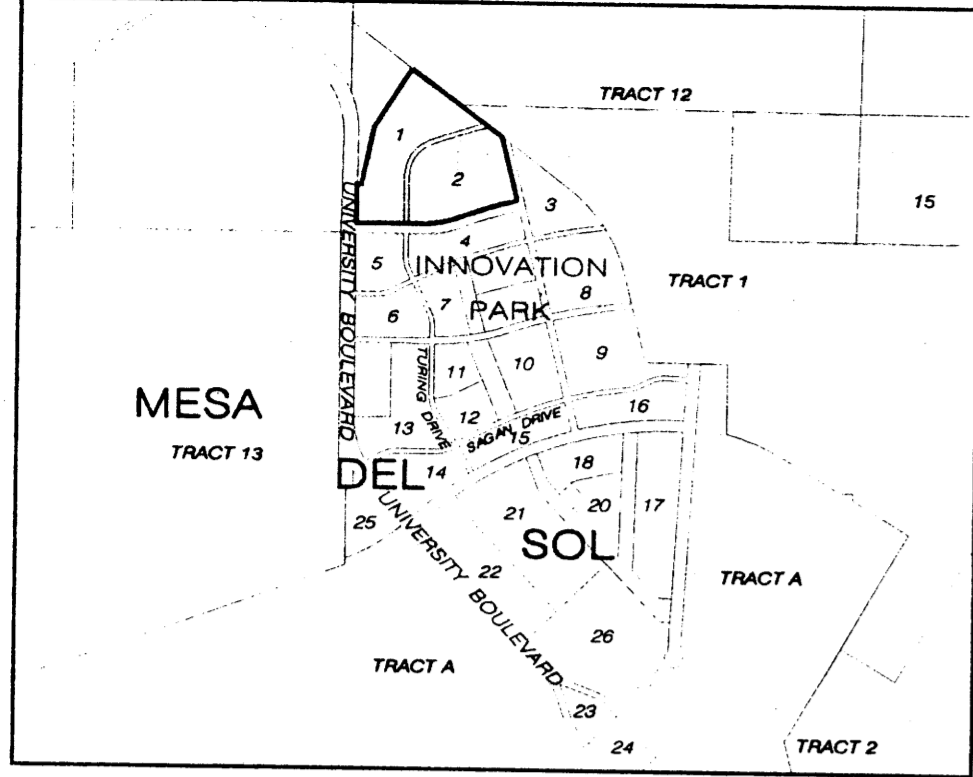 TRACT 12
1
2
3
15
4
5
INNOVATION
TRACT 1
8
7
PARK
6
UNIVERSITY BOULEVARD
9
10
11
TURING DRIVE
MESA
12
16
13
SAGAN DRIVE
15
TRACT 13
14
DEL
18
20
17
21
25
SOL
UNIVERSITY BOULEVARD
22
TRACT A
26
TRACT A
23
24
TRACT 2